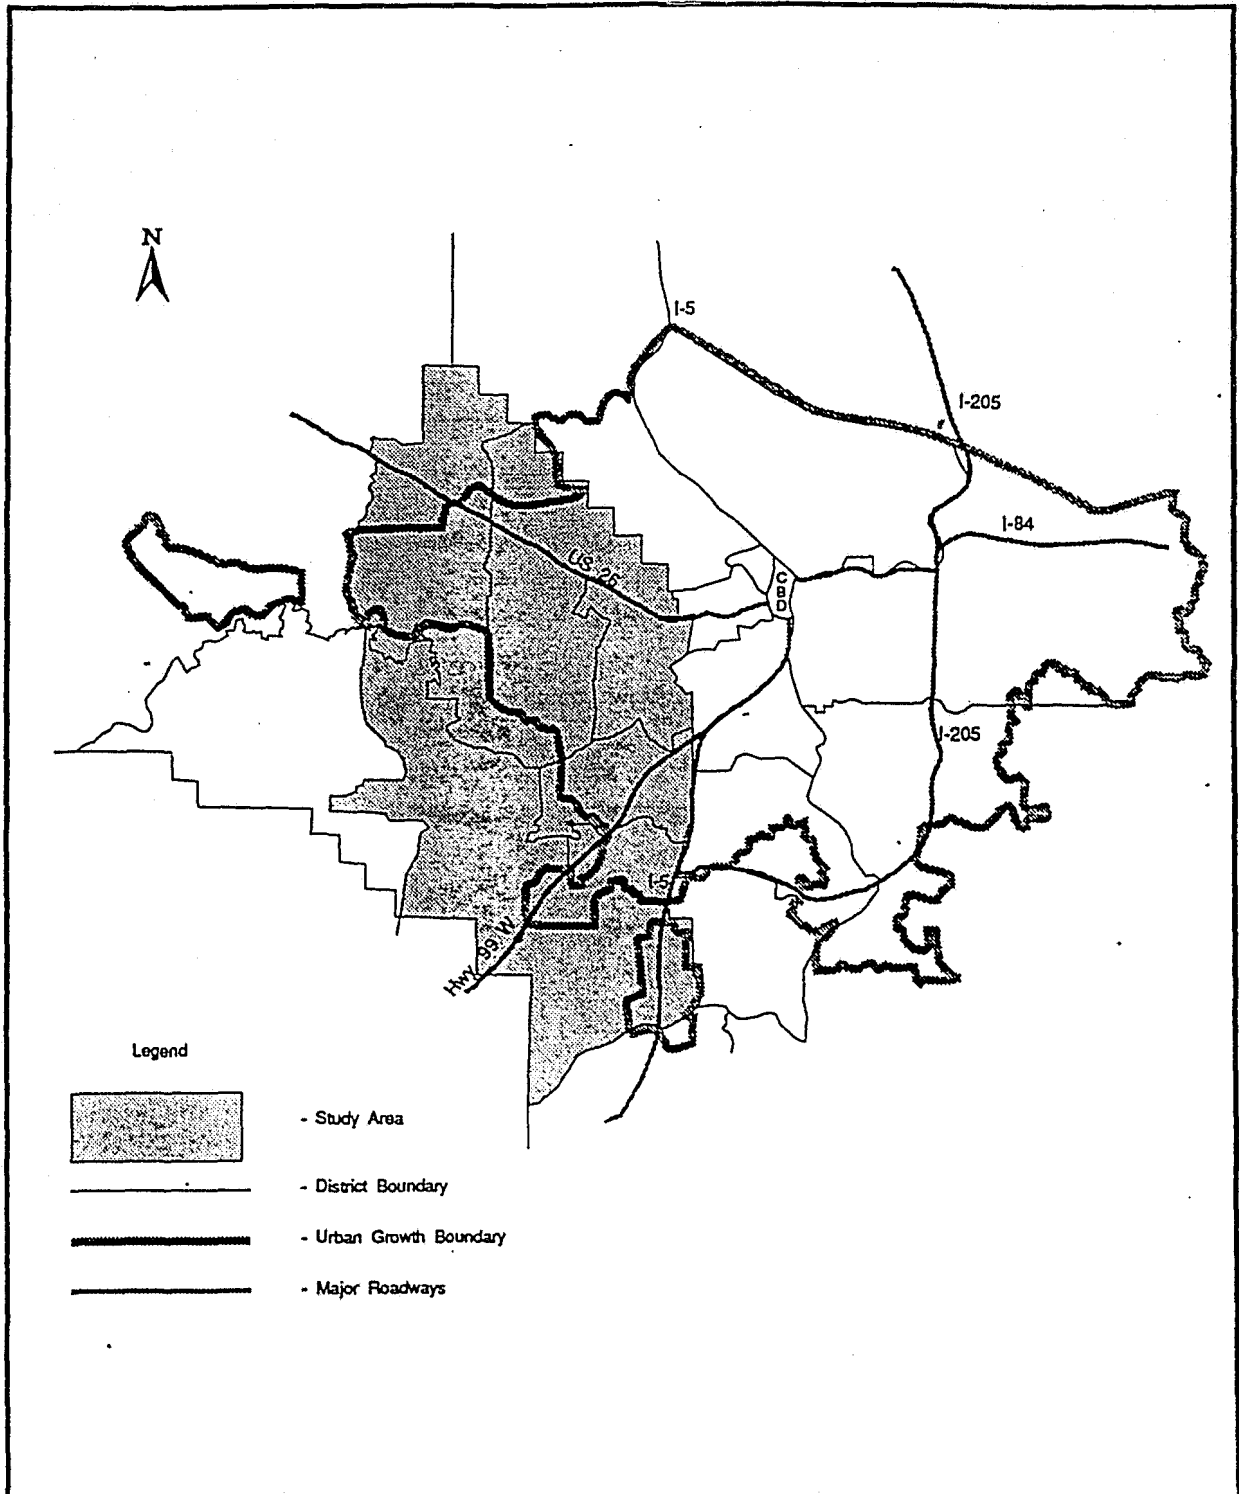 N
I-5
I-205
I-84
US-26
C
B
D
I-205
I-5
Hwy. 99 W
Legend
- Study Area
- District Boundary
- Urban Growth Boundary
- Major Roadways